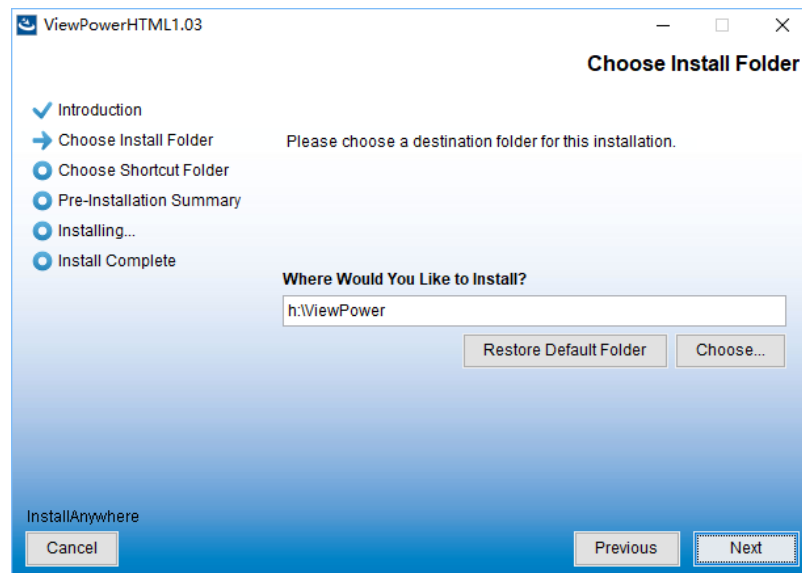 ViewPowerHTML1.03
Choose Install Folder
Introduction
Choose Install Folder
Choose Shortcut Folder
Pre-Installation Summary
Installing...
Install Complete
Please choose a destination folder for this installation.
Where Would You Like to Install?
h:\ViewPower
Restore Default Folder
Choose...
InstallAnywhere
Cancel
Previous
Next